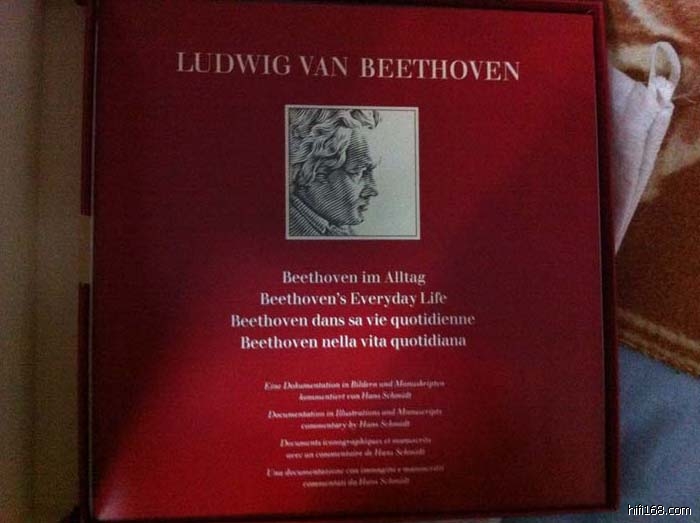 LUDWIG VAN BEETHOVEN
Beethoven im Alltag
Beethoven's Everyday Life
Beethoven dans sa vie quotidienne
Beethoven nella vita quotidiana
Eine Dokumentation in Bildern und Manuskripten
kommentiert von Hans Schmidt
Documentation in Illustrations and Manuscripts
commentary by Hans Schmidt
Documents iconographiques et manuscrits
avec un commentaire de Hans Schmidt
Una documentazione con immagini e manoscritti
commentati da Hans Schmidt
hifi168.com